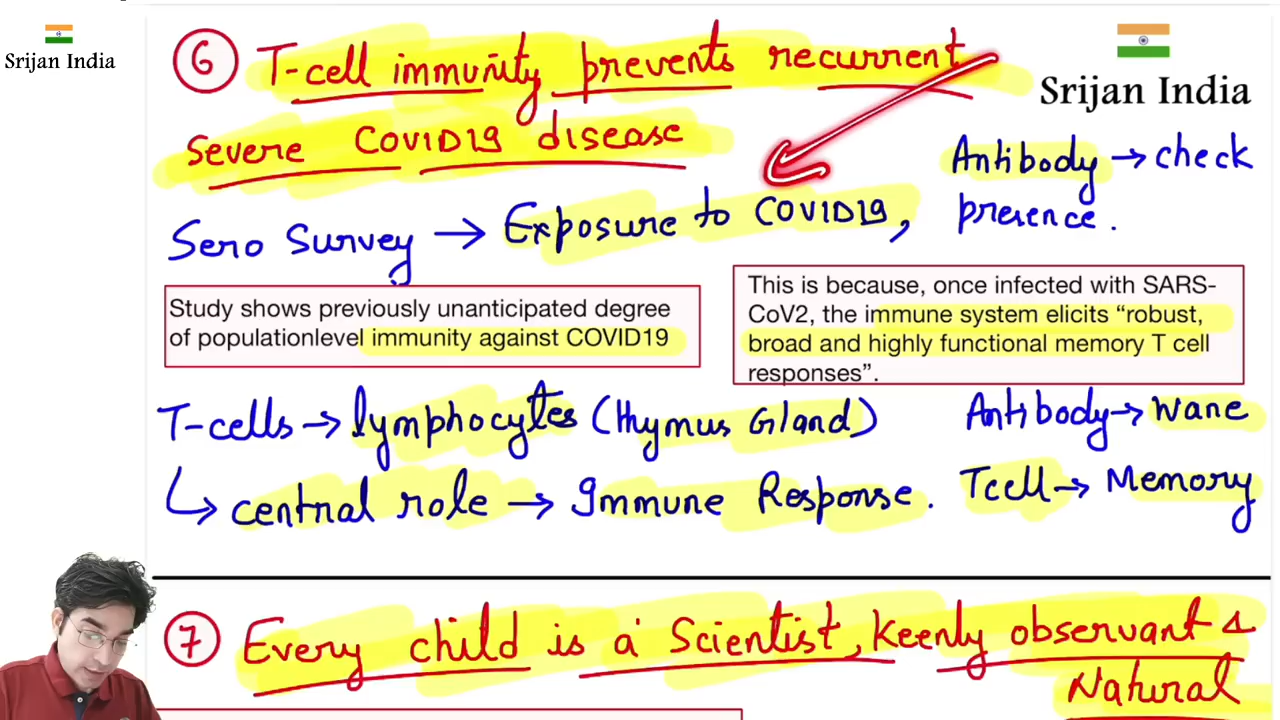 Srijan India
Srijan India
6 T-cell immunity prevents recurrent
severe COVID19 disease
Antibody → check
presence.
Sero Survey → Exposure to COVID19,
Study shows previously unanticipated degree
of populationlevel immunity against COVID19
This is because, once infected with SARS-
CoV2, the immune system elicits “robust,
broad and highly functional memory T cell
responses”.
T-cells → lymphocytes (Thymus Gland)
Antibody → wane
↳ central role → Immune Response.
Tcell → Memory
7 Every child is a Scientist, Keenly observant &
Natural